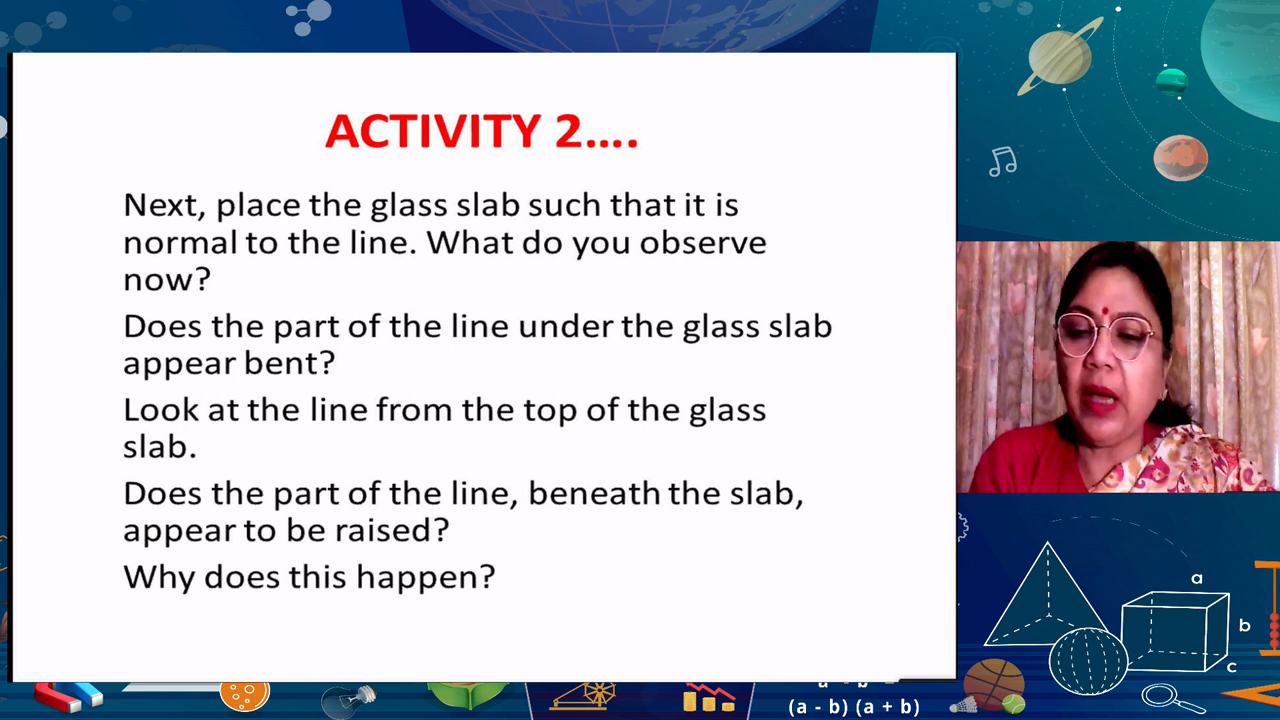 ACTIVITY 2....
Next, place the glass slab such that it is
normal to the line. What do you observe
now?
Does the part of the line under the glass slab
appear bent?
Look at the line from the top of the glass
slab.
Does the part of the line, beneath the slab,
appear to be raised?
Why does this happen?
a
b
c
(a - b) (a + b)